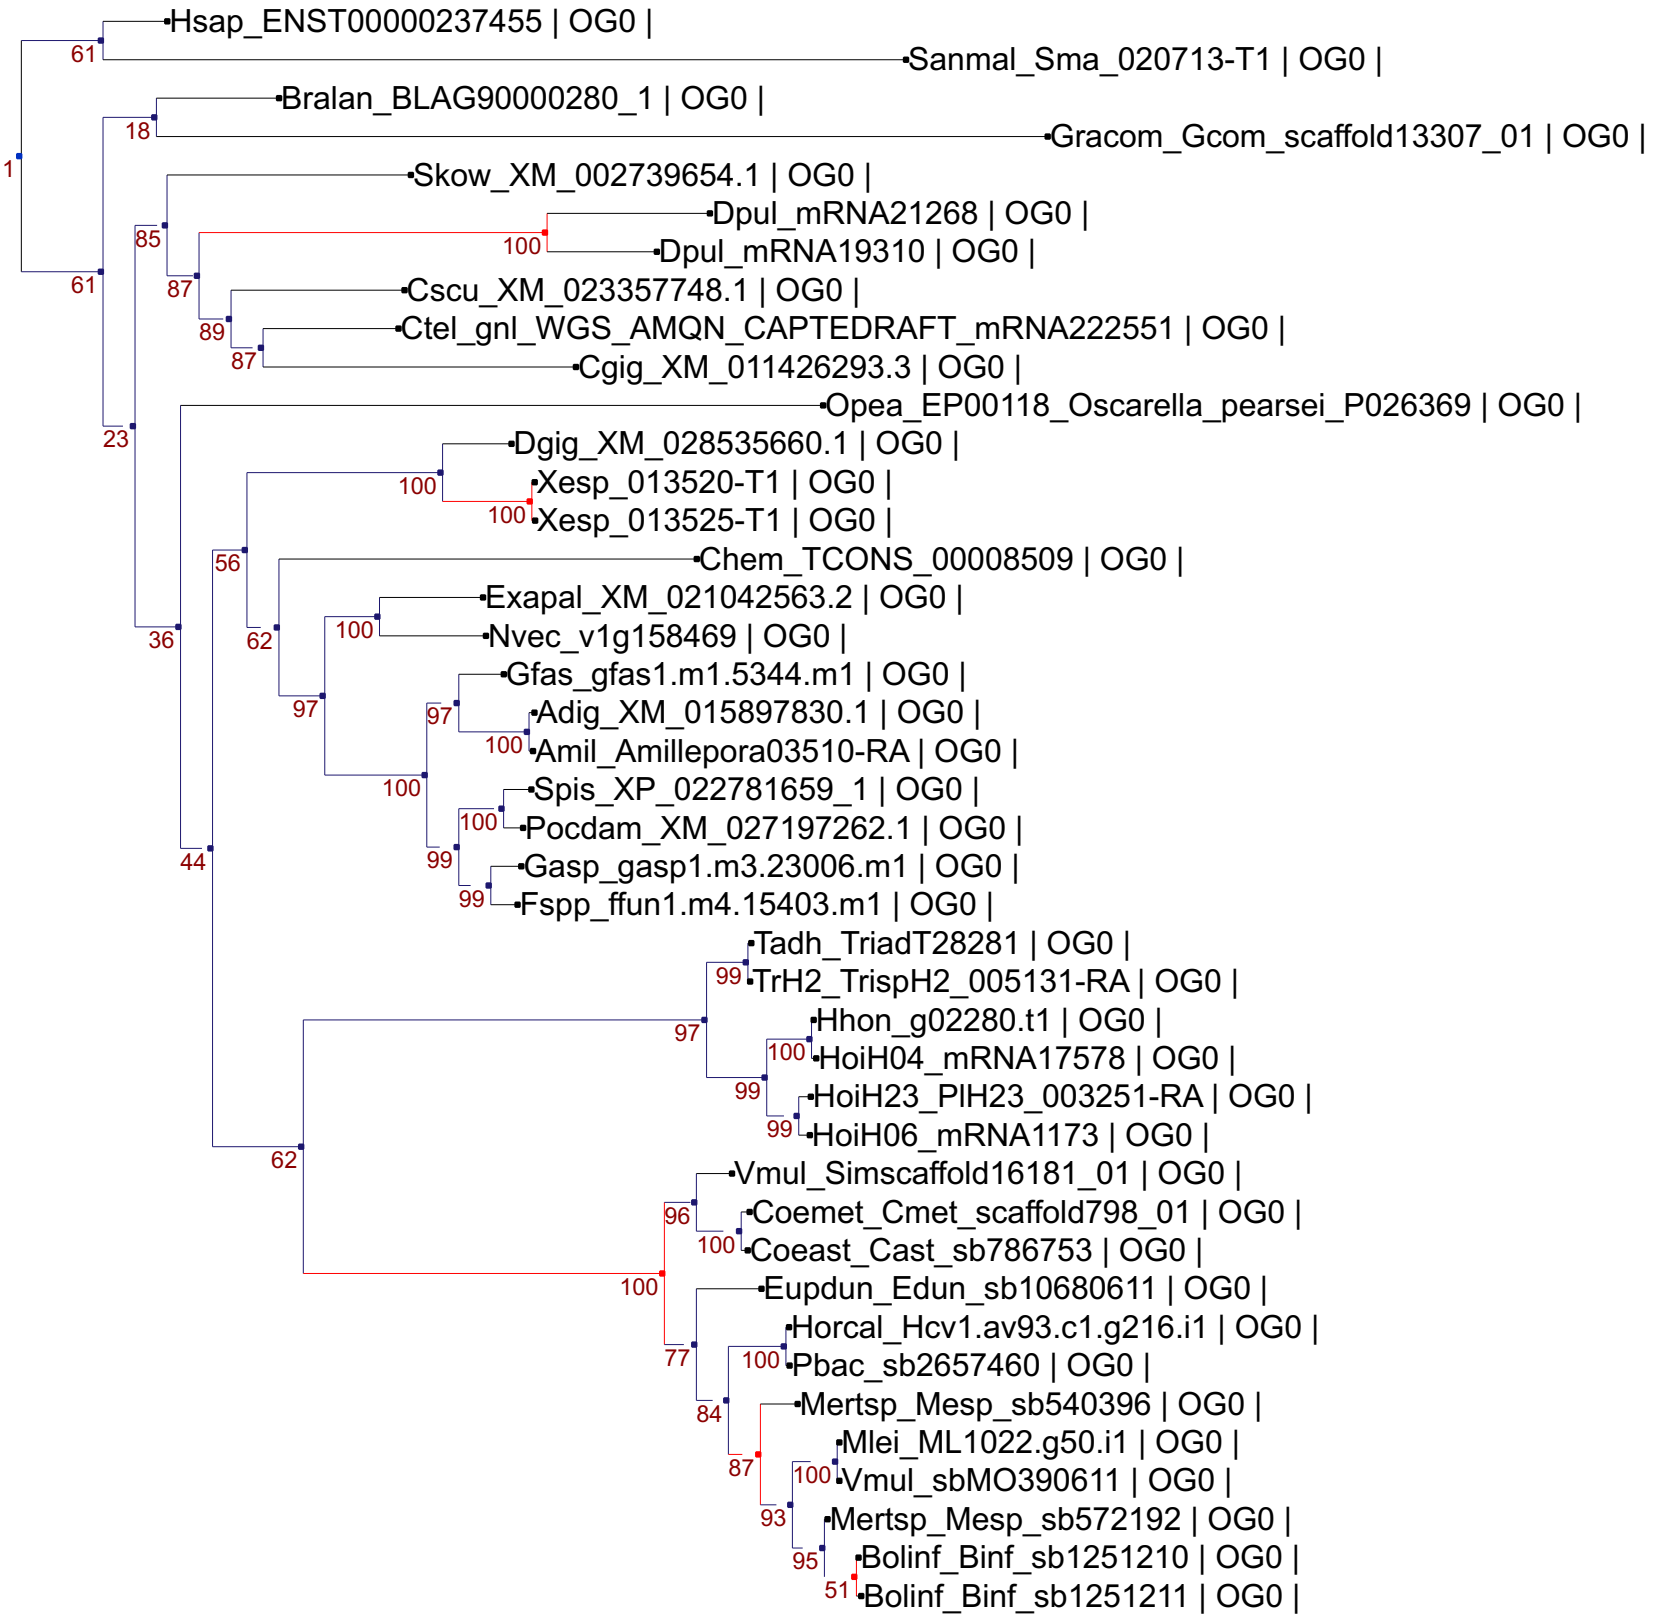 Hsap_ENST00000237455 | OG0 |
61
Sanmal_Sma_020713-T1 | OG0 |
Bralan_BLAG90000280_1 | OG0 |
18
Gracom_Gcom_scaffold13307_01 | OG0 |
1
Skow_XM_002739654.1 | OG0 |
Dpul_mRNA21268 | OG0 |
85
100
Dpul_mRNA19310 | OG0 |
61
87
Cscu_XM_023357748.1 | OG0 |
89
Ctel_gnl_WGS_AMQN_CAPTEDRAFT_mRNA222551 | OG0 |
87
Cgig_XM_011426293.3 | OG0 |
Opea_EP00118_Oscarella_pearsei_P026369 | OG0 |
23
Dgig_XM_028535660.1 | OG0 |
100
Xesp_013520-T1 | OG0 |
100
Xesp_013525-T1 | OG0 |
56
Chem_TCONS_00008509 | OG0 |
Exapal_XM_021042563.2 | OG0 |
100
36
62
Nvec_v1g158469 | OG0 |
Gfas_gfas1.m1.5344.m1 | OG0 |
97
97
Adig_XM_015897830.1 | OG0 |
100
Amil_Amillepora03510-RA | OG0 |
100
Spis_XP_022781659_1 | OG0 |
100
Pocdam_XM_027197262.1 | OG0 |
44
99
Gasp_gasp1.m3.23006.m1 | OG0 |
99
Fspp_ffun1.m4.15403.m1 | OG0 |
Tadh_TriadT28281 | OG0 |
99
TrH2_TrispH2_005131-RA | OG0 |
Hhon_g02280.t1 | OG0 |
97
100
HoiH04_mRNA17578 | OG0 |
99
HoiH23_PlH23_003251-RA | OG0 |
99
HoiH06_mRNA1173 | OG0 |
62
Vmul_Simscaffold16181_01 | OG0 |
96
Coemet_Cmet_scaffold798_01 | OG0 |
100
Coeast_Cast_sb786753 | OG0 |
100
Eupdun_Edun_sb10680611 | OG0 |
Horcal_Hcv1.av93.c1.g216.i1 | OG0 |
77
100
Pbac_sb2657460 | OG0 |
84
Mertsp_Mesp_sb540396 | OG0 |
Mlei_ML1022.g50.i1 | OG0 |
87
100
Vmul_sbMO390611 | OG0 |
93
Mertsp_Mesp_sb572192 | OG0 |
95
Bolinf_Binf_sb1251210 | OG0 |
51
Bolinf_Binf_sb1251211 | OG0 |